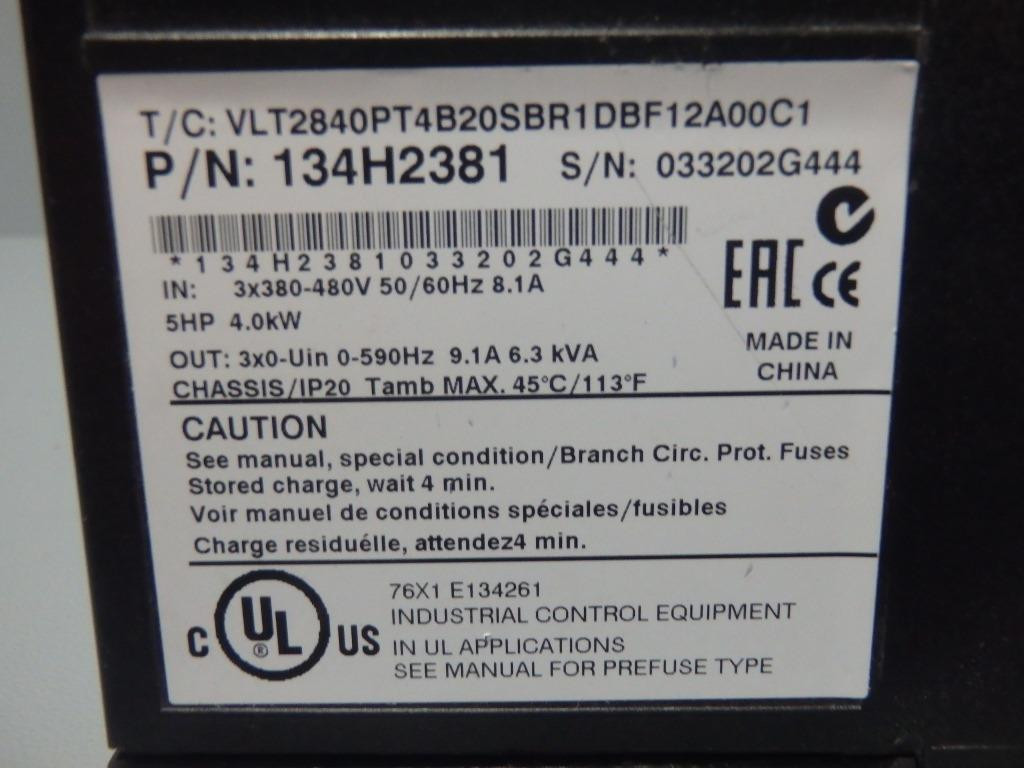 T/C: VLT2840PT4B20SBR1DBF12A00C1
P/N: 134H2381 S/N: 033202G444
*134H2381033202G444*
IN: 3x380-480V 50/60Hz 8.1A
5HP 4.0kW
OUT: 3x0-Uin 0-590Hz 9.1A 6.3 kVA
CHASSIS/IP20 Tamb MAX. 45°C/113°F
EAC CE
MADE IN
CHINA
CAUTION
See manual, special condition/Branch Circ. Prot. Fuses
Stored charge, wait 4 min.
Voir manuel de conditions spéciales/fusibles
Charge residuélle, attendez4 min.
C UL® US
76X1 E134261
INDUSTRIAL CONTROL EQUIPMENT
IN UL APPLICATIONS
SEE MANUAL FOR PREFUSE TYPE